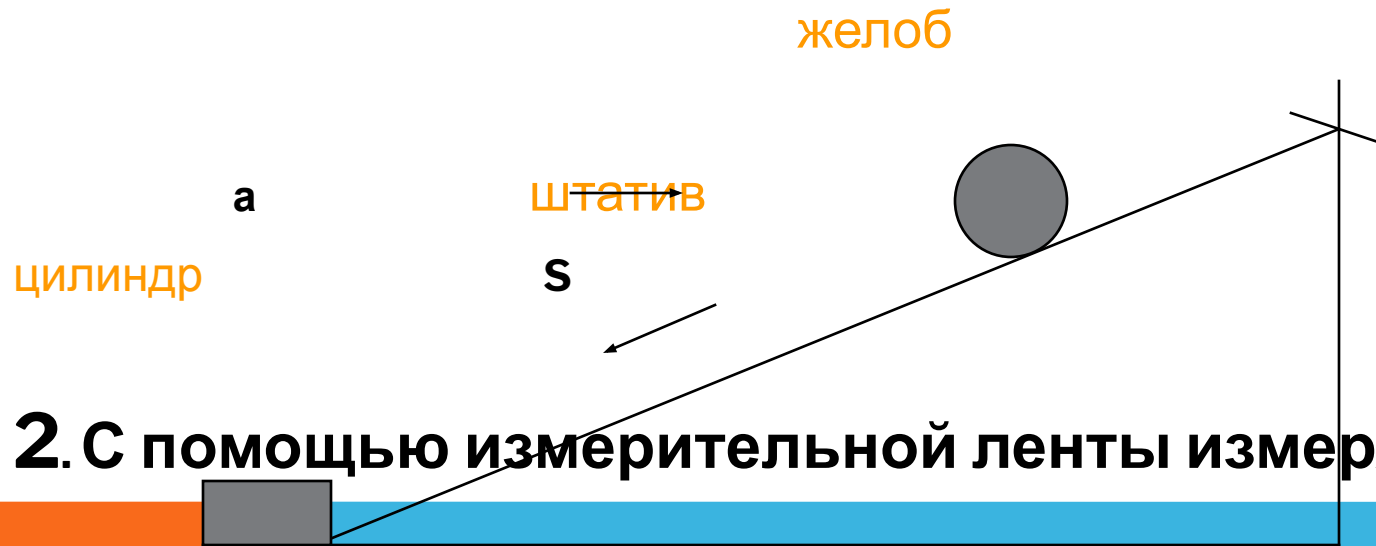 желоб
а
штатив
цилиндр
S
2. С помощью измерительной ленты измер